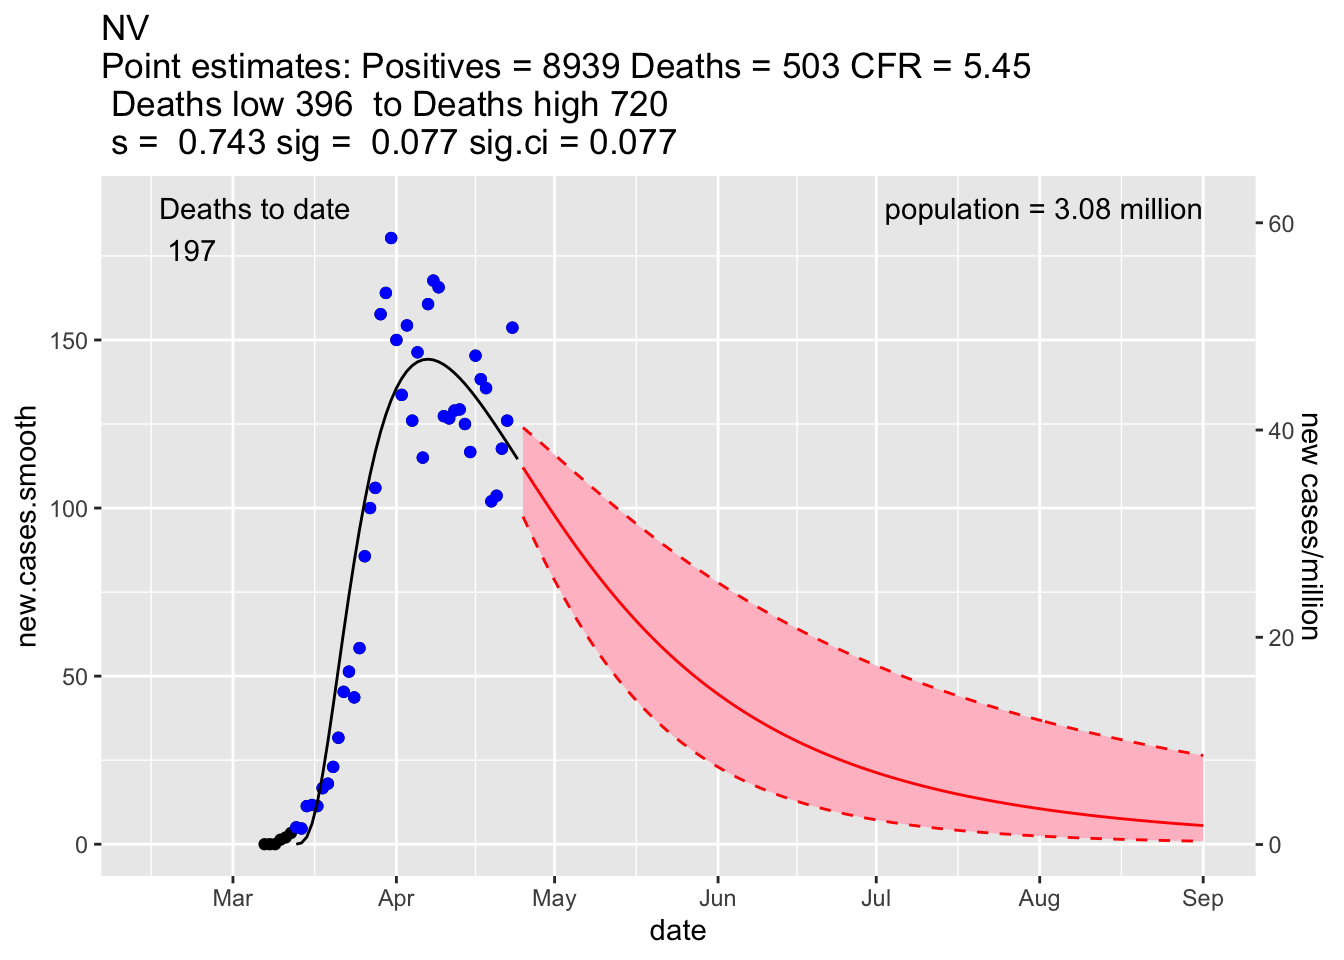 NV
Point estimates: Positives = 8939 Deaths = 503 CFR = 5.45
Deaths low 396  to Deaths high 720
s =  0.743 sig =  0.077 sig.ci = 0.077
Deaths to date
197
population = 3.08 million
150
100
50
0
new.cases.smooth
60
40
20
0
new cases/million
Mar Apr May Jun Jul Aug Sep
date